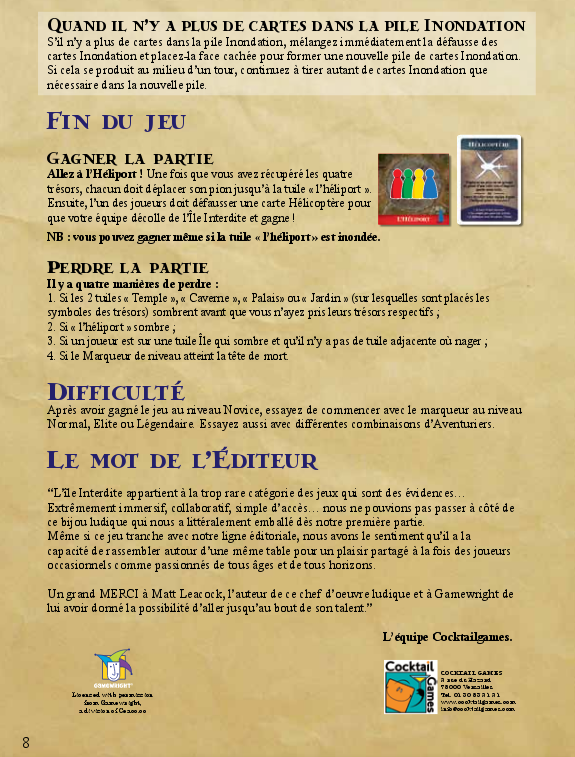 Quand il n'y a plus de cartes dans la pile Inondation
S'il n'y a plus de cartes dans la pile Inondation, mélangez immédiatement la défausse des
cartes Inondation et placez-la face cachée pour former une nouvelle pile de cartes Inondation.
Si cela se produit au milieu d'un tour, continuez à tirer autant de cartes Inondation que
nécessaire dans la nouvelle pile.
Fin du jeu
Gagner la partie
Allez à l'Héliport ! Une fois que vous avez récupéré les quatre
trésors, chacun doit déplacer son pion jusqu'à la tuile « l'héliport ».
Ensuite, l'un des joueurs doit défausser une carte Hélicoptère pour
que votre équipe décolle de l'Île Interdite et gagne !
NB : vous pouvez gagner même si la tuile « l'héliport » est inondée.
L'Héliport
Hélicoptère
Perdre la partie
Il y a quatre manières de perdre :
1. Si les 2 tuiles « Temple », « Caverne », « Palais» ou « Jardin » (sur lesquelles sont placés les
symboles des trésors) sombrent avant que vous n'ayez pris leurs trésors respectifs ;
2. Si « l'héliport » sombre ;
3. Si un joueur est sur une tuile Île qui sombre et qu'il n'y a pas de tuile adjacente où nager ;
4. Si le Marqueur de niveau atteint la tête de mort.
Difficulté
Après avoir gagné le jeu au niveau Novice, essayez de commencer avec le marqueur au niveau
Normal, Elite ou Légendaire. Essayez aussi avec différentes combinaisons d'Aventuriers.
Le mot de l'Éditeur
“L'île Interdite appartient à la trop rare catégorie des jeux qui sont des évidences...
Extrêmement immersif, collaboratif, simple d'accès... nous ne pouvions pas passer à côté de
ce bijou ludique qui nous a littéralement emballé dès notre première partie.
Même si ce jeu tranche avec notre ligne éditoriale, nous avons le sentiment qu'il a la
capacité de rassembler autour d'une même table pour un plaisir partagé à la fois des joueurs
occasionnels comme passionnés de tous âges et de tous horizons.
Un grand MERCI à Matt Leacock, l'auteur de ce chef d'oeuvre ludique et à Gamewright de
lui avoir donné la possibilité d'aller jusqu'au bout de son talent.”
L'équipe Cocktailgames.
GAMEWRIGHT
Licensed with permission
from Gamewright,
a division of Ceaco
Cocktail Games
COCKTAIL GAMES
78000 Versailles
www.cocktailgames.com
info@cocktailgames.com
8